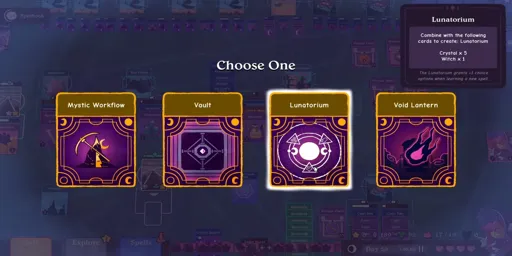 Lunatorium
Combine with the following
cards to create: Lunatorium
Crystal x 5
Witch x 1
The Lunatorium grants +1 choice
options when learning a new spell.
Choose One
Mystic Workflow
Vault
Lunatorium
Void Lantern